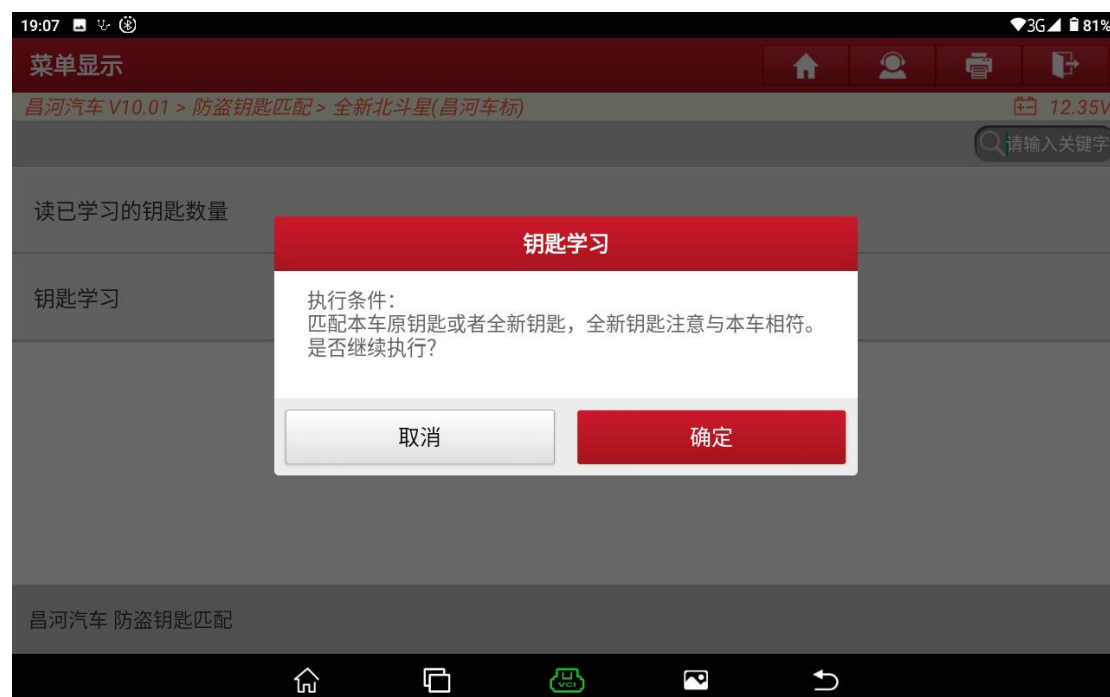 19:07
3G 81%
菜单显示
昌河汽车 V10.01 > 防盗钥匙匹配 > 全新北斗星(昌河车标)
12.35V
请输入关键字
读已学习的钥匙数量
钥匙学习
钥匙学习
执行条件：
匹配本车原钥匙或者全新钥匙，全新钥匙注意与本车相符。
是否继续执行?
取消
确定
昌河汽车 防盗钥匙匹配
VCI